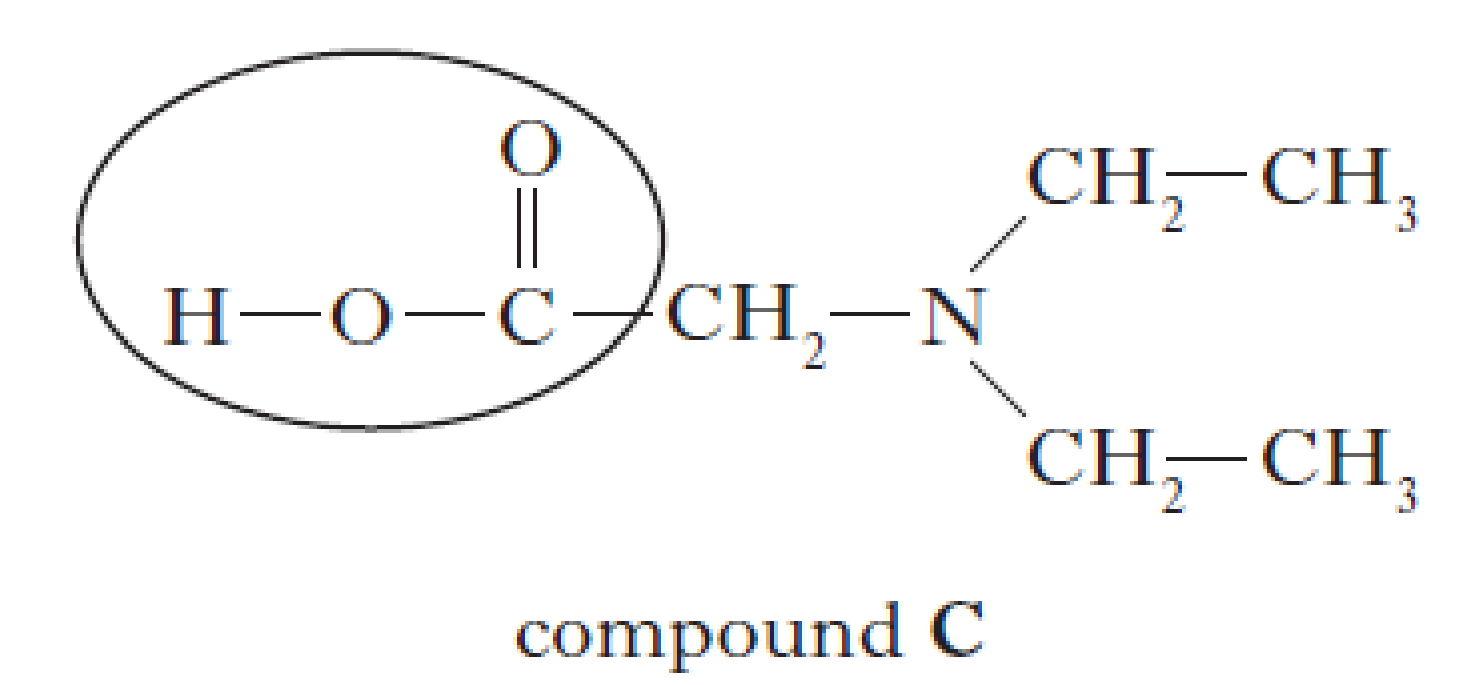 O
CH₂—CH₃
H—O—C—CH₂—N
CH₂—CH₃
compound C